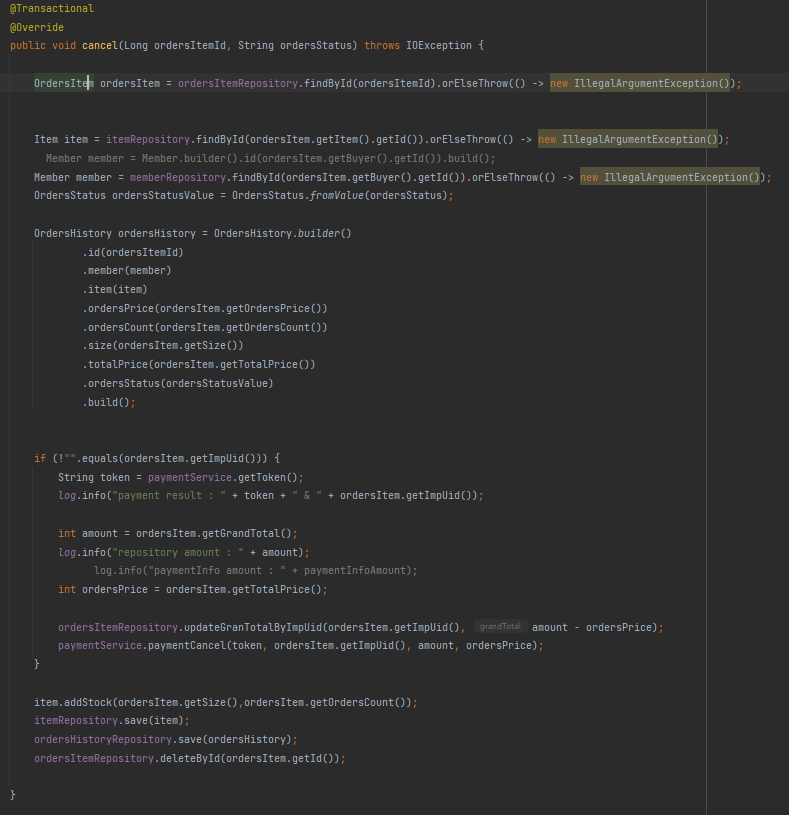 @Transactional
@Override
public void cancel(Long ordersItemId, String ordersStatus) throws IOException {
OrdersItem ordersItem = ordersItemRepository.findById(ordersItemId).orElseThrow(() -> new IllegalArgumentException());
Item item = itemRepository.findById(ordersItem.getItem().getId()).orElseThrow(() -> new IllegalArgumentException());
Member member = Member.builder().id(ordersItem.getBuyer().getId()).build();
Member member = memberRepository.findById(ordersItem.getBuyer().getId()).orElseThrow(() -> new IllegalArgumentException());
OrdersStatus ordersStatusValue = OrdersStatus.fromValue(ordersStatus);
OrdersHistory ordersHistory = OrdersHistory.builder()
.id(ordersItemId)
.member(member)
.item(item)
.ordersPrice(ordersItem.getOrdersPrice())
.ordersCount(ordersItem.getOrdersCount())
.size(ordersItem.getSize())
.totalPrice(ordersItem.getTotalPrice())
.ordersStatus(ordersStatusValue)
.build();
if (!"".equals(ordersItem.getImpUid())) {
String token = paymentService.getToken();
log.info("payment result : " + token + " & " + ordersItem.getImpUid());
int amount = ordersItem.getGrandTotal();
log.info("repository amount : " + amount);
log.info("paymentInfo amount : " + paymentInfoAmount);
int ordersPrice = ordersItem.getTotalPrice();
ordersItemRepository.updateGranTotalByImpUid(ordersItem.getImpUid(), grandTotal: amount - ordersPrice);
paymentService.paymentCancel(token, ordersItem.getImpUid(), amount, ordersPrice);
}
item.addStock(ordersItem.getSize(),ordersItem.getOrdersCount());
itemRepository.save(item);
ordersHistoryRepository.save(ordersHistory);
ordersItemRepository.deleteById(ordersItem.getId());
}